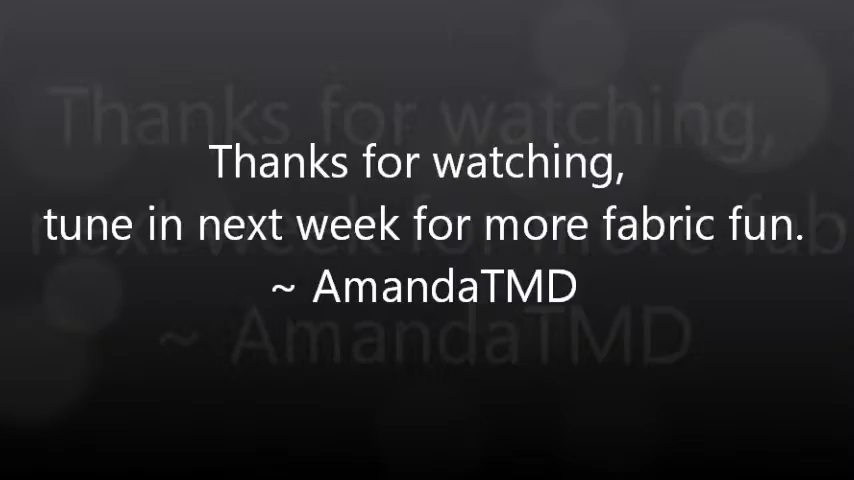 Thanks for watching,
tune in next week for more fabric fun.
~ AmandaTMD